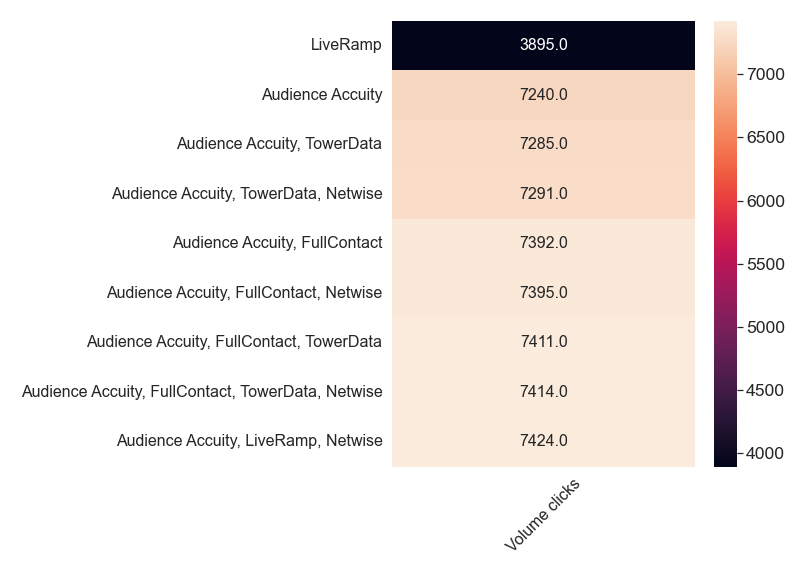 LiveRamp 3895.0
Audience Accuity 7240.0
Audience Accuity, TowerData 7285.0
Audience Accuity, TowerData, Netwise 7291.0
Audience Accuity, FullContact 7392.0
Audience Accuity, FullContact, Netwise 7395.0
Audience Accuity, FullContact, TowerData 7411.0
Audience Accuity, FullContact, TowerData, Netwise 7414.0
Audience Accuity, LiveRamp, Netwise 7424.0
Volume clicks
7000
6500
6000
5500
5000
4500
4000